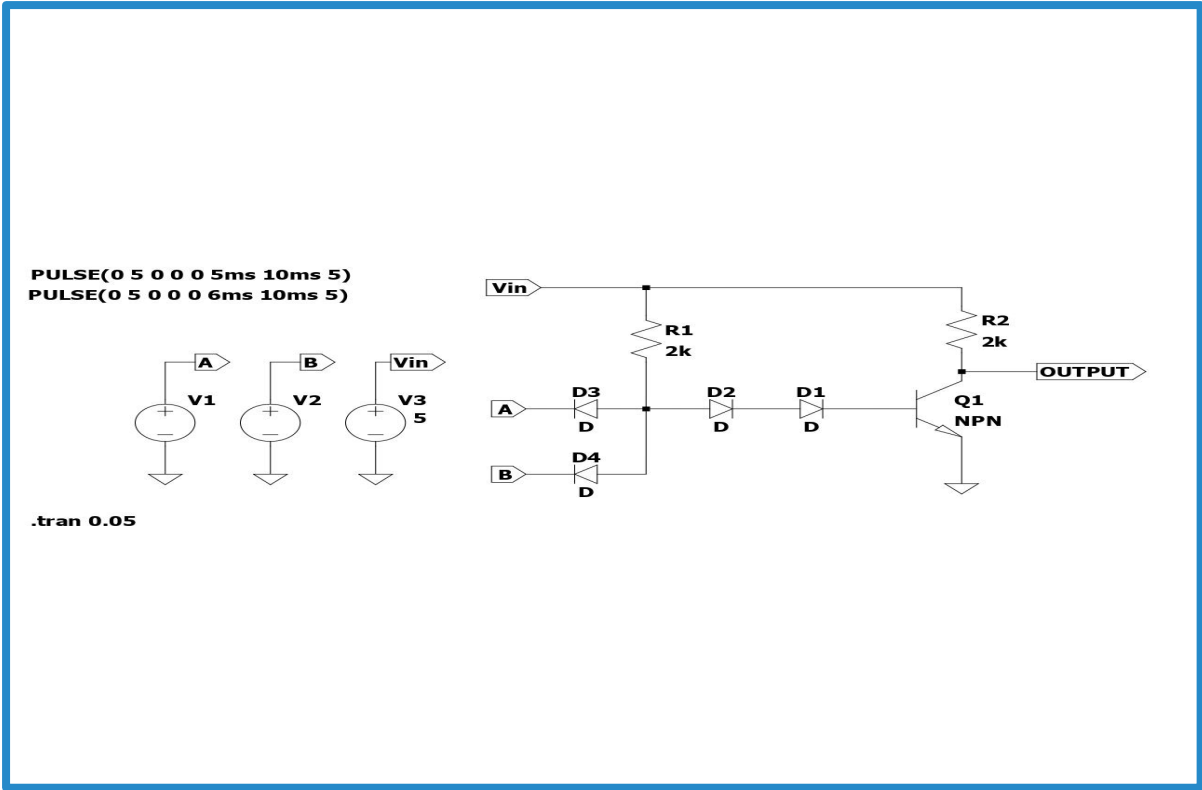 PULSE(0 5 0 0 0 5ms 10ms 5)
PULSE(0 5 0 0 0 6ms 10ms 5)
Vin
R1
2k
R2
2k
A
B
Vin
OUTPUT
V1
V2
V3
5
A
D3
D
D2
D
D1
D
Q1
NPN
B
D4
D
.tran 0.05